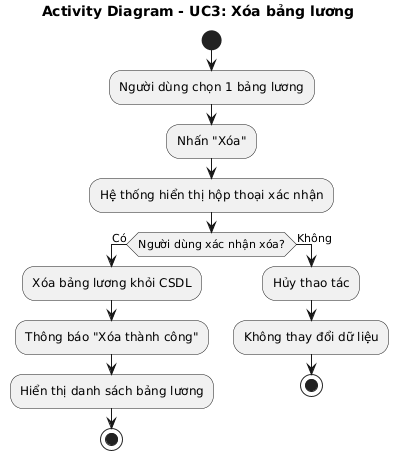 Activity Diagram - UC3: Xóa bảng lương
Người dùng chọn 1 bảng lương
Nhấn "Xóa"
Hệ thống hiển thị hộp thoại xác nhận
Có
Người dùng xác nhận xóa?
Không
Xóa bảng lương khỏi CSDL
Thông báo "Xóa thành công"
Hiển thị danh sách bảng lương
Hủy thao tác
Không thay đổi dữ liệu